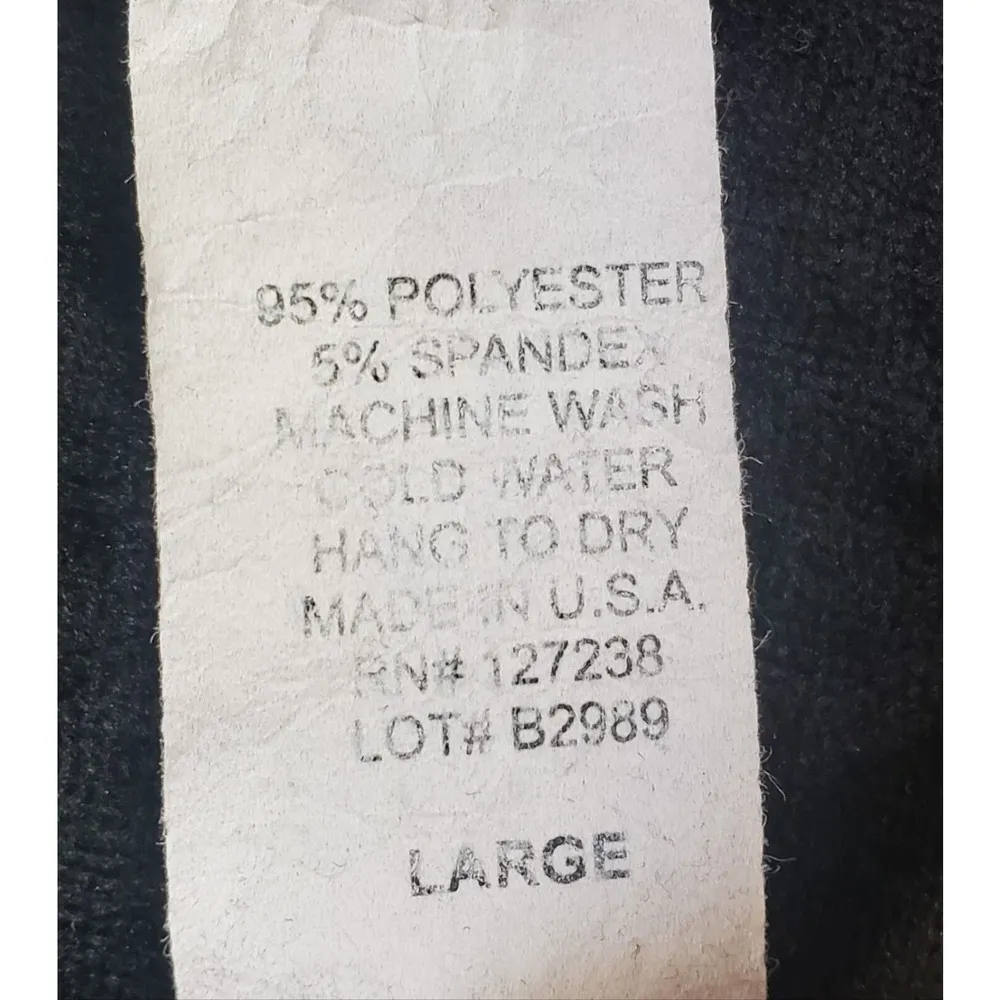 95% POLYESTER
5% SPANDEX
MACHINE WASH
COLD WATER
HANG TO DRY
MADE IN U.S.A.
RN# 127238
LOT# B2989
LARGE